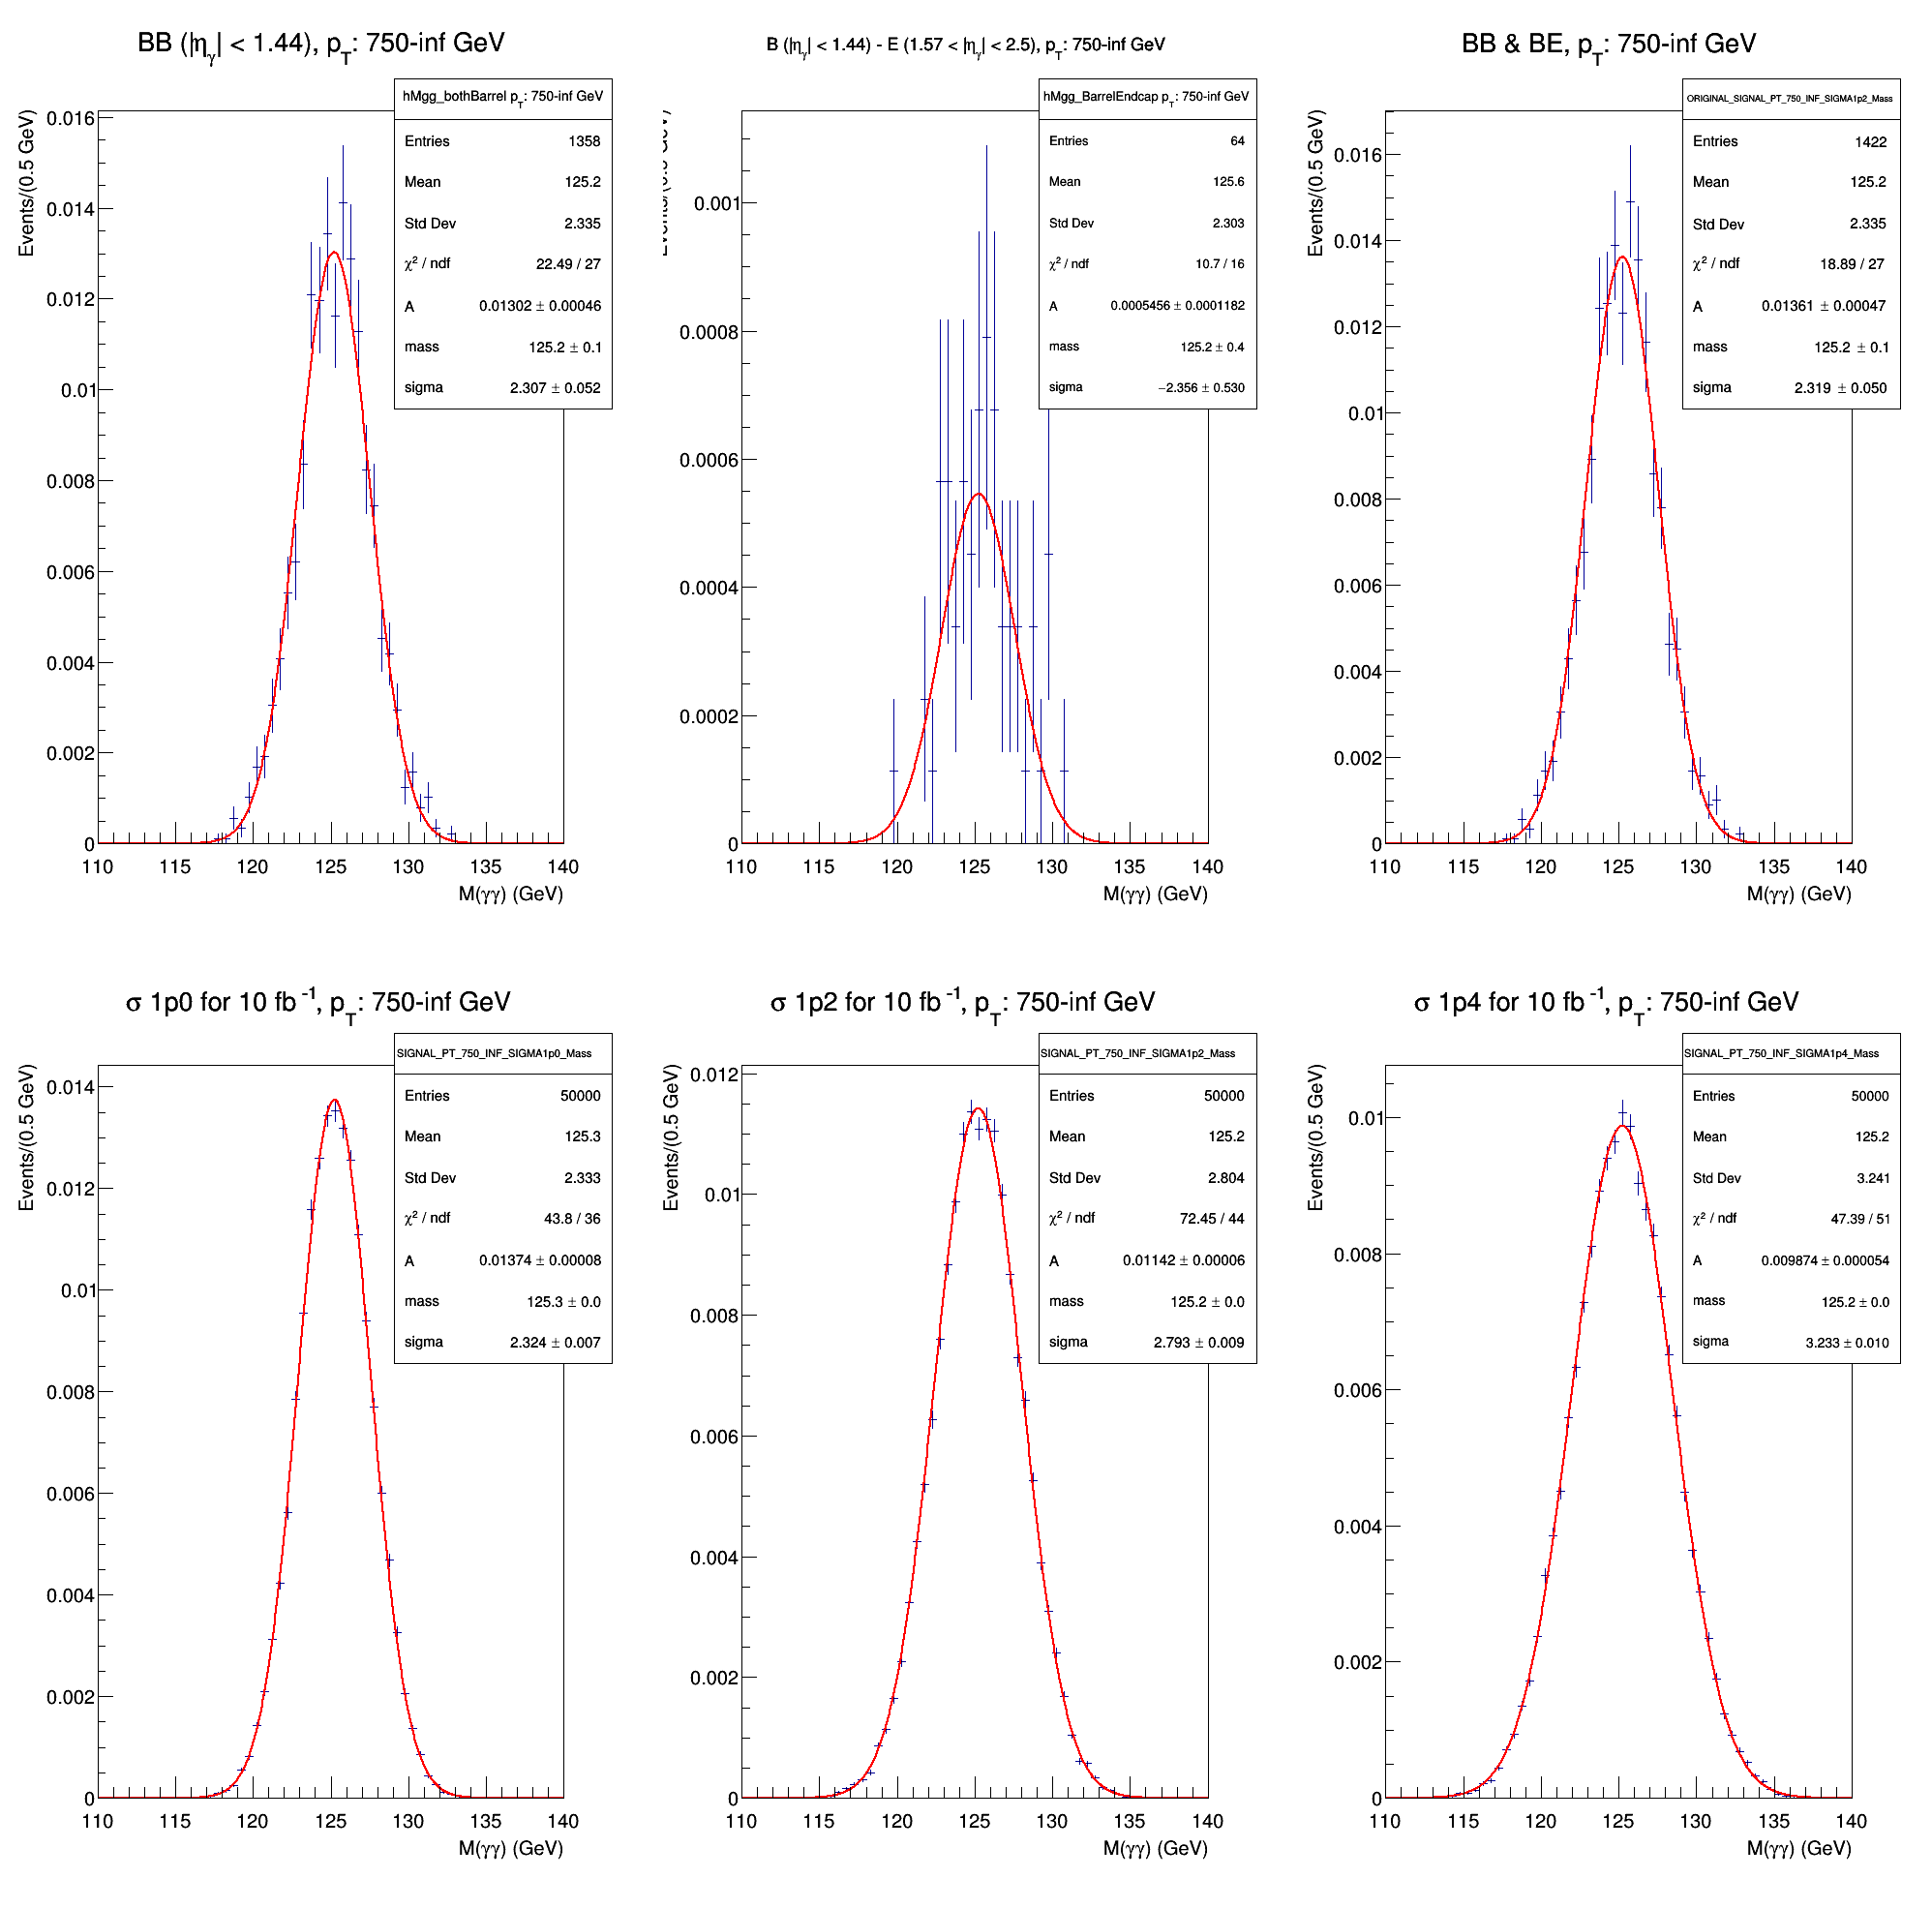 BB (|ηγ| < 1.44), pT: 750-inf GeV
hMgg_bothBarrel pT: 750-inf GeV
Entries 1358
Mean 125.2
Std Dev 2.335
χ² / ndf 22.49 / 27
A 0.01302 ± 0.00046
mass 125.2 ± 0.1
sigma 2.307 ± 0.052
Events/(0.5 GeV)
0.016
0.014
0.012
0.01
0.008
0.006
0.004
0.002
0
110 115 120 125 130 135 140
M(γγ) (GeV)
B (|ηγ| < 1.44) - E (1.57 < |ηγ| < 2.5), pT: 750-inf GeV
hMgg_BarrelEndcap pT: 750-inf GeV
Entries 64
Mean 125.6
Std Dev 2.303
χ² / ndf 10.7 / 16
A 0.0005456 ± 0.0001182
mass 125.2 ± 0.4
sigma −2.356 ± 0.530
0.001
0.0008
0.0006
0.0004
0.0002
0
110 115 120 125 130 135 140
M(γγ) (GeV)
BB & BE, pT: 750-inf GeV
ORIGINAL_SIGNAL_PT_750_INF_SIGMA1p2_Mass
Entries 1422
Mean 125.2
Std Dev 2.335
χ² / ndf 18.89 / 27
A 0.01361 ± 0.00047
mass 125.2 ± 0.1
sigma 2.319 ± 0.050
Events/(0.5 GeV)
0.016
0.014
0.012
0.01
0.008
0.006
0.004
0.002
0
110 115 120 125 130 135 140
M(γγ) (GeV)
σ 1p0 for 10 fb⁻¹, pT: 750-inf GeV
SIGNAL_PT_750_INF_SIGMA1p0_Mass
Entries 50000
Mean 125.3
Std Dev 2.333
χ² / ndf 43.8 / 36
A 0.01374 ± 0.00008
mass 125.3 ± 0.0
sigma 2.324 ± 0.007
Events/(0.5 GeV)
0.014
0.012
0.01
0.008
0.006
0.004
0.002
0
110 115 120 125 130 135 140
M(γγ) (GeV)
σ 1p2 for 10 fb⁻¹, pT: 750-inf GeV
SIGNAL_PT_750_INF_SIGMA1p2_Mass
Entries 50000
Mean 125.2
Std Dev 2.804
χ² / ndf 72.45 / 44
A 0.01142 ± 0.00006
mass 125.2 ± 0.0
sigma 2.793 ± 0.009
Events/(0.5 GeV)
0.012
0.01
0.008
0.006
0.004
0.002
0
110 115 120 125 130 135 140
M(γγ) (GeV)
σ 1p4 for 10 fb⁻¹, pT: 750-inf GeV
SIGNAL_PT_750_INF_SIGMA1p4_Mass
Entries 50000
Mean 125.2
Std Dev 3.241
χ² / ndf 47.39 / 51
A 0.009874 ± 0.000054
mass 125.2 ± 0.0
sigma 3.233 ± 0.010
Events/(0.5 GeV)
0.01
0.008
0.006
0.004
0.002
0
110 115 120 125 130 135 140
M(γγ) (GeV)